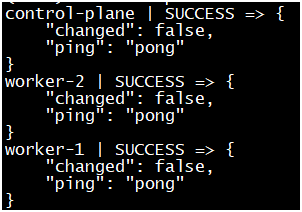 control-plane | SUCCESS => {
    "changed": false,
    "ping": "pong"
}
worker-2 | SUCCESS => {
    "changed": false,
    "ping": "pong"
}
worker-1 | SUCCESS => {
    "changed": false,
    "ping": "pong"
}